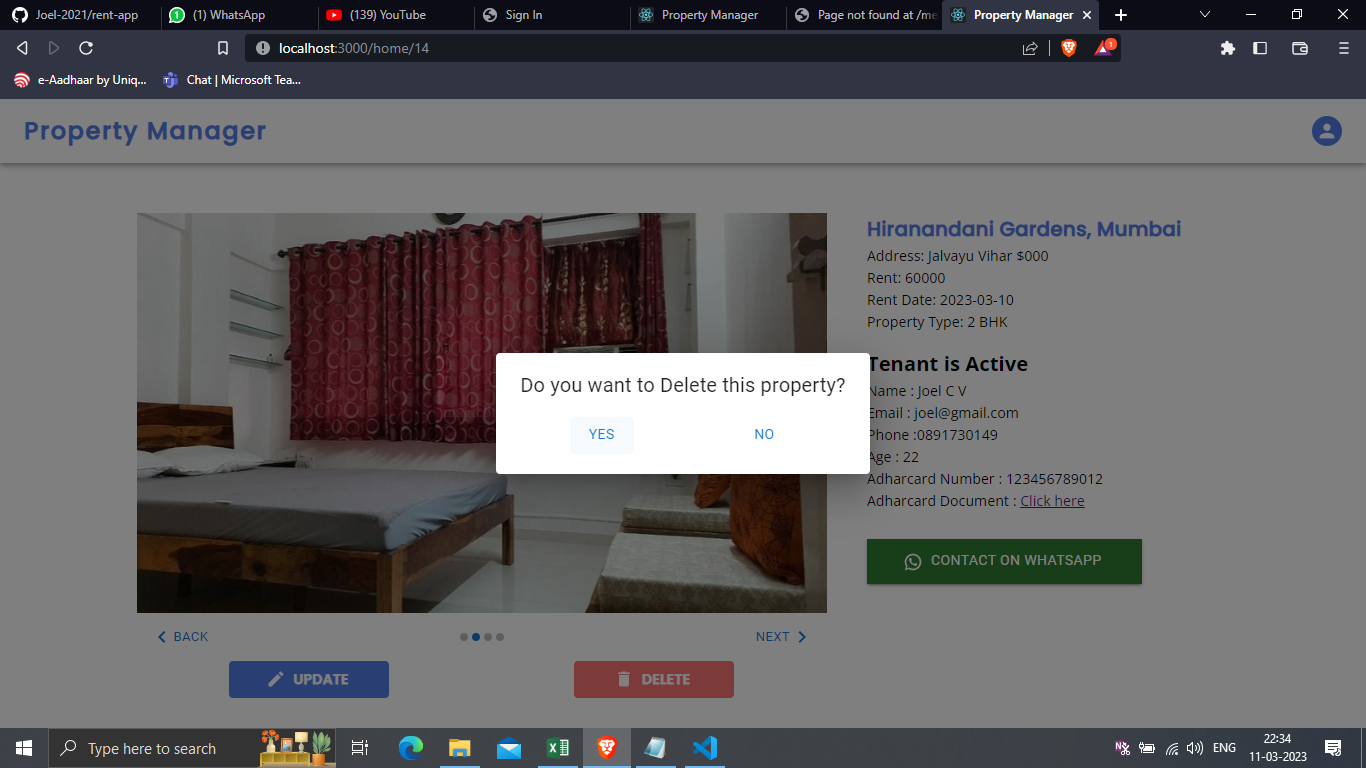 Joel-2021/rent-app
(1) WhatsApp
(139) YouTube
Sign In
Property Manager
Page not found at /me
Property Manager
localhost:3000/home/14
1
e-Aadhaar by Uniq...
Chat | Microsoft Tea...
Property Manager
Hiranandani Gardens, Mumbai
Address: Jalvayu Vihar $000
Rent: 60000
Rent Date: 2023-03-10
Property Type: 2 BHK
Tenant is Active
Name : Joel C V
Email : joel@gmail.com
Phone :0891730149
Age : 22
Adharcard Number : 123456789012
Adharcard Document : Click here
CONTACT ON WHATSAPP
Do you want to Delete this property?
YES
NO
BACK
NEXT
UPDATE
DELETE
Type here to search
ENG
22:34
11-03-2023